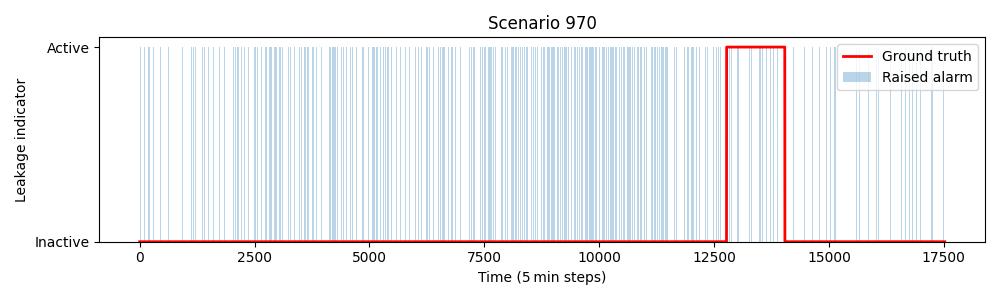 Scenario 970
Active
Inactive
Leakage indicator
Ground truth
Raised alarm
0 2500 5000 7500 10000 12500 15000 17500
Time (5 min steps)